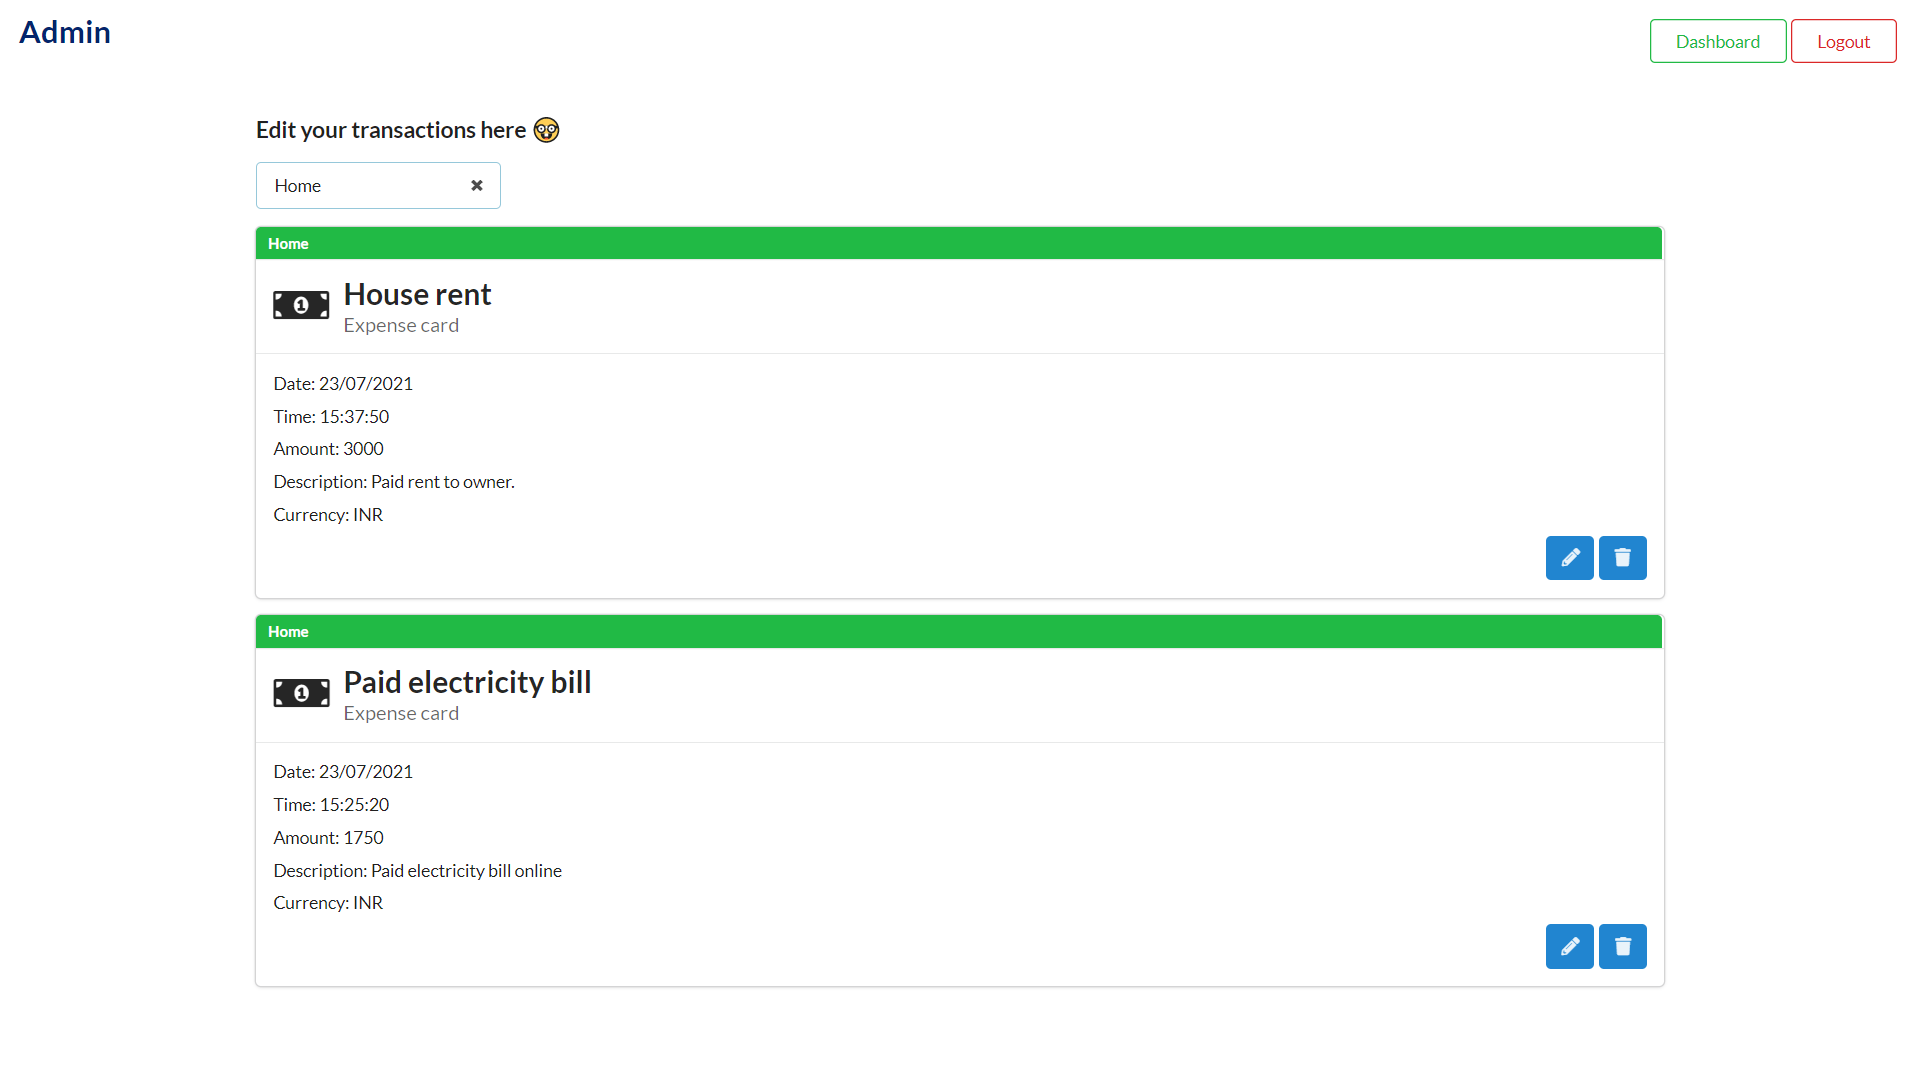 Admin
Dashboard
Logout
Edit your transactions here
Home
Home
House rent
Expense card
Date: 23/07/2021
Time: 15:37:50
Amount: 3000
Description: Paid rent to owner.
Currency: INR
Home
Paid electricity bill
Expense card
Date: 23/07/2021
Time: 15:25:20
Amount: 1750
Description: Paid electricity bill online
Currency: INR